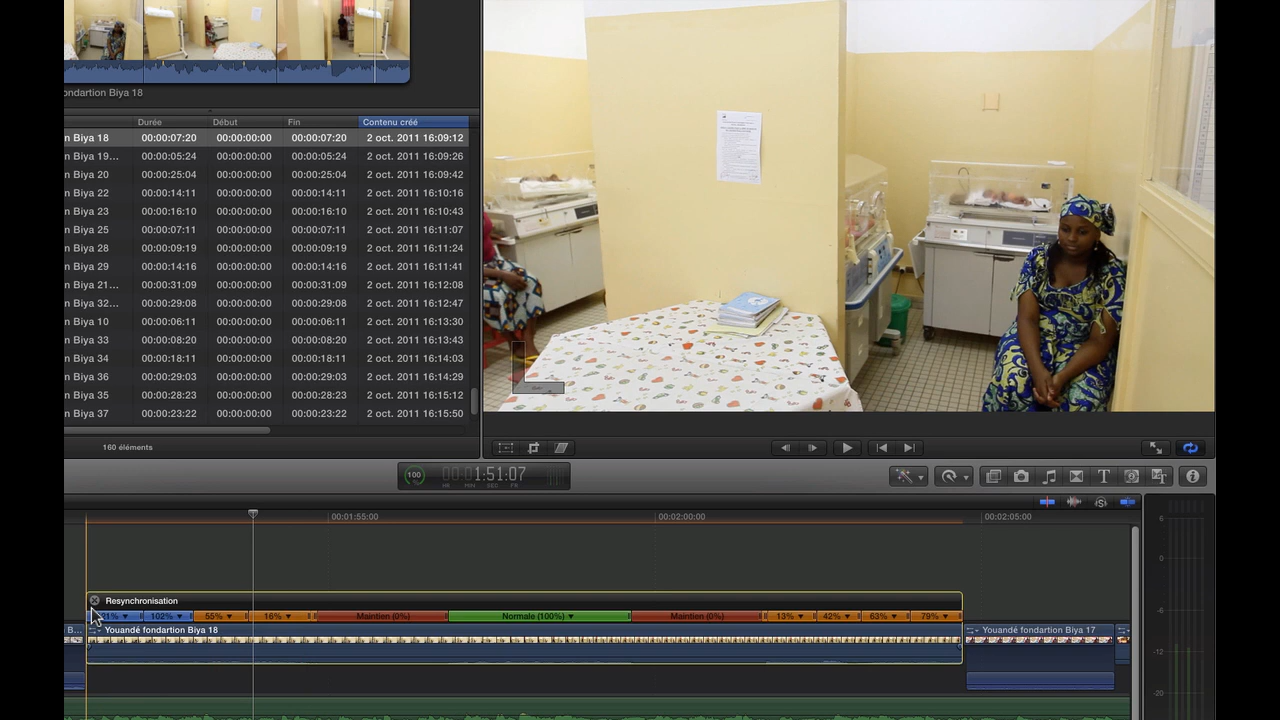 ondartion Biya 18
Durée Début Fin Contenu créé
n Biya 18 00:00:07:20 00:00:00:00 00:00:07:20 2 oct. 2011 16:09:12
n Biya 19... 00:00:05:24 00:00:00:00 00:00:05:24 2 oct. 2011 16:09:26
n Biya 20 00:00:25:04 00:00:00:00 00:00:25:04 2 oct. 2011 16:09:42
n Biya 22 00:00:14:11 00:00:00:00 00:00:14:11 2 oct. 2011 16:10:16
n Biya 23 00:00:16:10 00:00:00:00 00:00:16:10 2 oct. 2011 16:10:43
n Biya 25 00:00:07:11 00:00:00:00 00:00:07:11 2 oct. 2011 16:11:07
n Biya 28 00:00:09:19 00:00:00:00 00:00:09:19 2 oct. 2011 16:11:24
n Biya 29 00:00:14:16 00:00:00:00 00:00:14:16 2 oct. 2011 16:11:41
n Biya 21... 00:00:31:09 00:00:00:00 00:00:31:09 2 oct. 2011 16:12:08
n Biya 32... 00:00:29:08 00:00:00:00 00:00:29:08 2 oct. 2011 16:12:47
n Biya 10 00:00:06:11 00:00:00:00 00:00:06:11 2 oct. 2011 16:13:30
n Biya 33 00:00:08:20 00:00:00:00 00:00:08:20 2 oct. 2011 16:13:43
n Biya 34 00:00:18:11 00:00:00:00 00:00:18:11 2 oct. 2011 16:14:03
n Biya 36 00:00:29:03 00:00:00:00 00:00:29:03 2 oct. 2011 16:14:29
n Biya 35 00:00:28:23 00:00:00:00 00:00:28:23 2 oct. 2011 16:15:12
n Biya 37 00:00:23:22 00:00:00:00 00:00:23:22 2 oct. 2011 16:15:50
160 éléments
100 % 00:01:51:07
HR MIN SEC FR
00:01:55:00 00:02:00:00 00:02:05:00
Resynchronisation
21% 102% 55% 16% Maintien (0%) Normale (100%) Maintien (0%) 13% 42% 63% 79%
B... Youandé fondartion Biya 18 Youandé fondartion Biya 17
6
0
-6
-12
-20